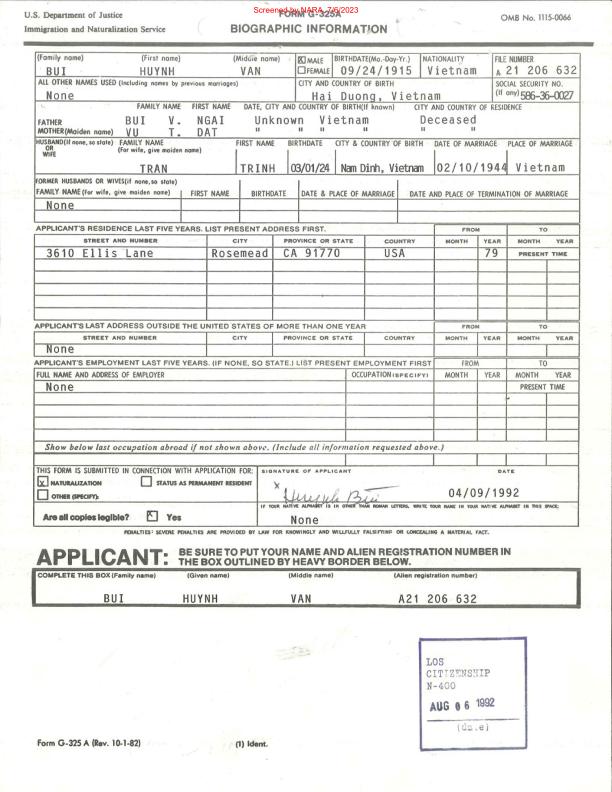 Screened by NARA, 7/6/2023
U.S. Department of Justice
Immigration and Naturalization Service
FORM G-325A
BIOGRAPHIC INFORMATION
OMB No. 1115-0066
(Family name) (First name) (Middle name) ☒ MALE BIRTHDATE(Mo.-Day-Yr.) NATIONALITY FILE NUMBER
BUI HUYNH VAN ☐ FEMALE 09/24/1915 Vietnam A 21 206 632
ALL OTHER NAMES USED (Including names by previous marriages) CITY AND COUNTRY OF BIRTH SOCIAL SECURITY NO.
None Hai Duong, Vietnam (If any) 586-36-0027
FAMILY NAME FIRST NAME DATE, CITY AND COUNTRY OF BIRTH(If known) CITY AND COUNTRY OF RESIDENCE
FATHER BUI V. NGAI Unknown Vietnam Deceased
MOTHER(Maiden name) VU T. DAT " " " "
HUSBAND(If none, so state) OR WIFE FAMILY NAME (For wife, give maiden name) FIRST NAME BIRTHDATE CITY & COUNTRY OF BIRTH DATE OF MARRIAGE PLACE OF MARRIAGE
TRAN TRINH 03/01/24 Nam Dinh, Vietnam 02/10/1944 Vietnam
FORMER HUSBANDS OR WIVES(if none,so state)
FAMILY NAME (For wife, give maiden name) FIRST NAME BIRTHDATE DATE & PLACE OF MARRIAGE DATE AND PLACE OF TERMINATION OF MARRIAGE
None
APPLICANT'S RESIDENCE LAST FIVE YEARS. LIST PRESENT ADDRESS FIRST. FROM TO
STREET AND NUMBER CITY PROVINCE OR STATE COUNTRY MONTH YEAR MONTH YEAR
3610 Ellis Lane Rosemead CA 91770 USA 79 PRESENT TIME
APPLICANT'S LAST ADDRESS OUTSIDE THE UNITED STATES OF MORE THAN ONE YEAR FROM TO
STREET AND NUMBER CITY PROVINCE OR STATE COUNTRY MONTH YEAR MONTH YEAR
None
APPLICANT'S EMPLOYMENT LAST FIVE YEARS. (IF NONE, SO STATE.) LIST PRESENT EMPLOYMENT FIRST FROM TO
FULL NAME AND ADDRESS OF EMPLOYER OCCUPATION (SPECIFY) MONTH YEAR MONTH YEAR
None PRESENT TIME
Show below last occupation abroad if not shown above. (Include all information requested above.)
THIS FORM IS SUBMITTED IN CONNECTION WITH APPLICATION FOR: SIGNATURE OF APPLICANT DATE
☒ NATURALIZATION ☐ STATUS AS PERMANENT RESIDENT
☐ OTHER (SPECIFY):
x Huynh Bui 04/09/1992
IF YOUR NATIVE ALPHABET IS IN OTHER THAN ROMAN LETTERS, WRITE YOUR NAME IN YOUR NATIVE ALPHABET IN THIS SPACE:
Are all copies legible? ☒ Yes None
PENALTIES: SEVERE PENALTIES ARE PROVIDED BY LAW FOR KNOWINGLY AND WILLFULLY FALSIFYING OR CONCEALING A MATERIAL FACT.
APPLICANT: BE SURE TO PUT YOUR NAME AND ALIEN REGISTRATION NUMBER IN
THE BOX OUTLINED BY HEAVY BORDER BELOW.
COMPLETE THIS BOX (Family name) (Given name) (Middle name) (Alien registration number)
BUI HUYNH VAN A21 206 632
LOS
CITIZENSHIP
N-400
AUG 06 1992
(date)
Form G-325 A (Rev. 10-1-82) (1) Ident.